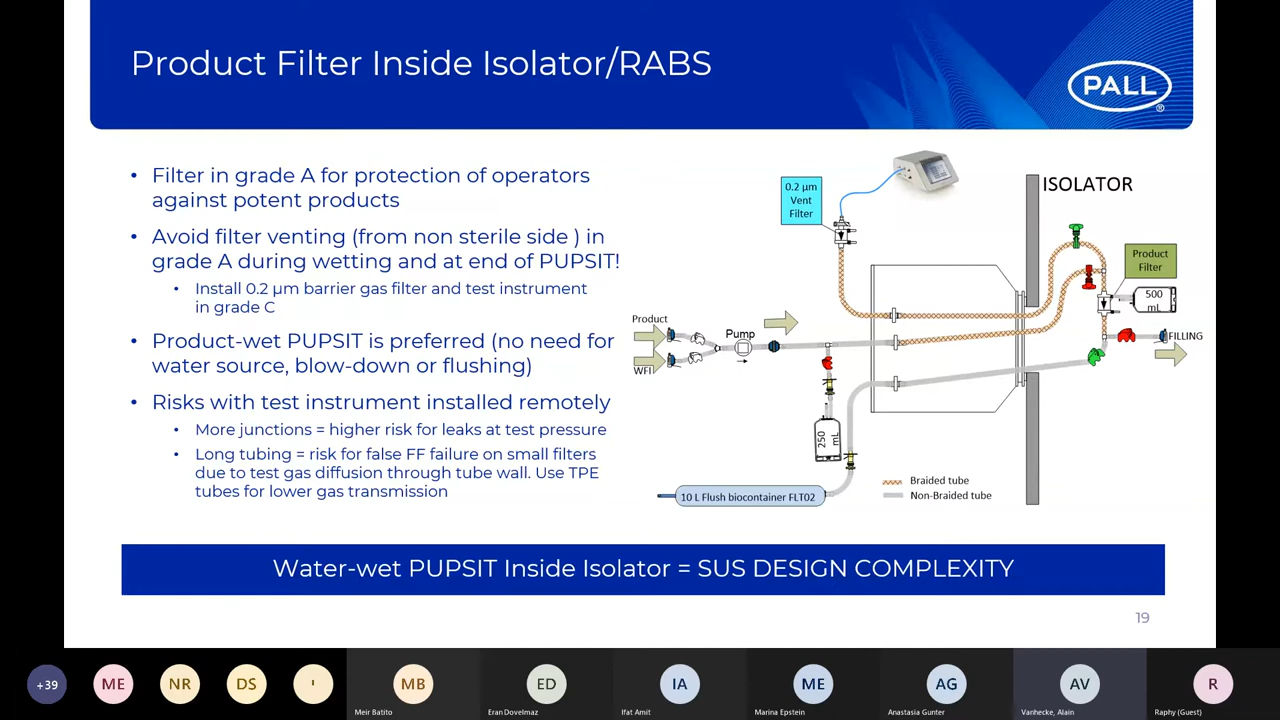 Product Filter Inside Isolator/RABS
PALL
®
• Filter in grade A for protection of operators
against potent products
• Avoid filter venting (from non sterile side ) in
grade A during wetting and at end of PUPSIT!
• Install 0.2 µm barrier gas filter and test instrument
in grade C
• Product-wet PUPSIT is preferred (no need for
water source, blow-down or flushing)
• Risks with test instrument installed remotely
• More junctions = higher risk for leaks at test pressure
• Long tubing = risk for false FF failure on small filters
due to test gas diffusion through tube wall. Use TPE
tubes for lower gas transmission
0.2 µm
Vent
Filter
ISOLATOR
Product
Filter
500
mL
Product
Pump
WFI
FILLING
250
mL
10 L Flush biocontainer FLT02
Braided tube
Non-Braided tube
Water-wet PUPSIT Inside Isolator = SUS DESIGN COMPLEXITY
19
+39
ME
NR
DS
'
MB
Meir Batito
ED
Eran Dovelmaz
IA
Ifat Amit
ME
Marina Epstein
AG
Anastasia Gunter
AV
Vanhecke, Alain
R
Raphy (Guest)